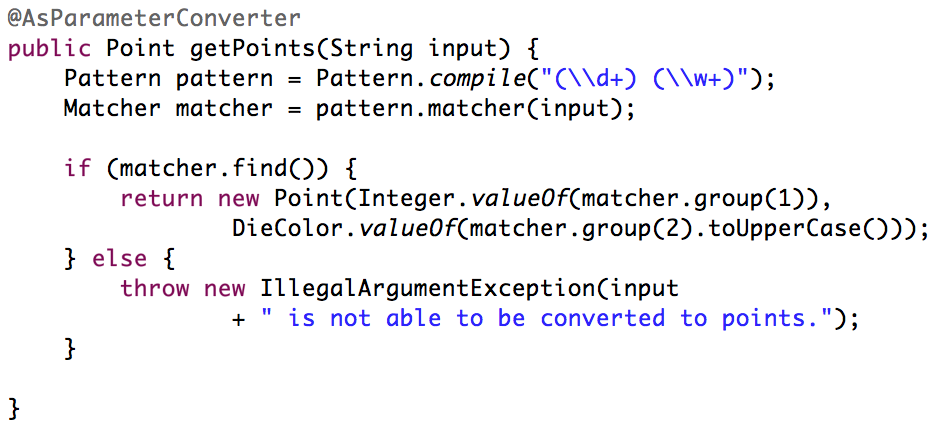 @AsParameterConverter
public Point getPoints(String input) {
    Pattern pattern = Pattern.compile("(\\d+) (\\w+)");
    Matcher matcher = pattern.matcher(input);

    if (matcher.find()) {
        return new Point(Integer.valueOf(matcher.group(1)),
                DieColor.valueOf(matcher.group(2).toUpperCase()));
    } else {
        throw new IllegalArgumentException(input
                  + " is not able to be converted to points.");
    }

}